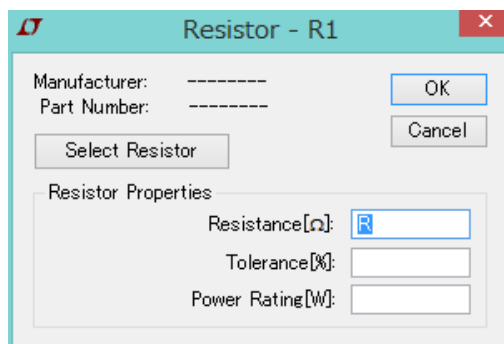 Resistor - R1
Manufacturer: --------
Part Number: --------
OK
Cancel
Select Resistor
Resistor Properties
Resistance[Ω]: R
Tolerance[%]:
Power Rating[W]: